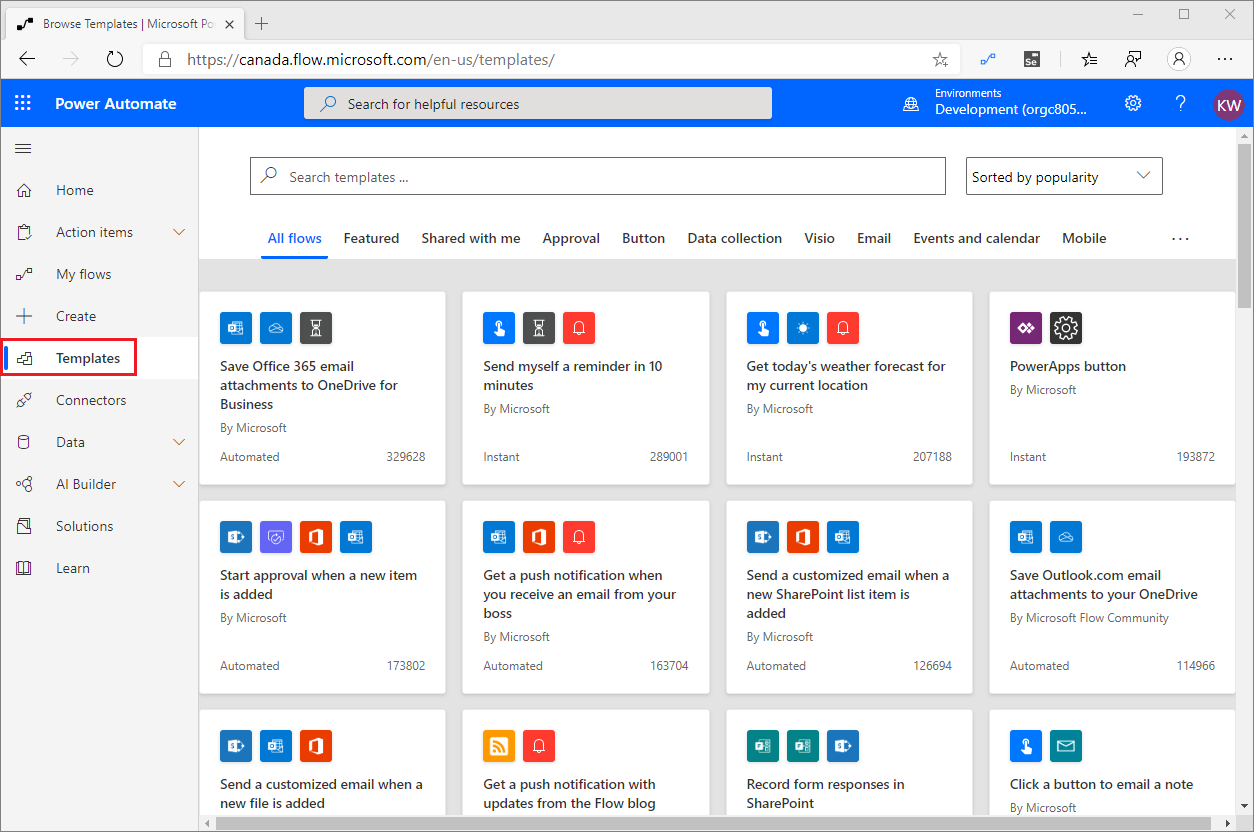 Browse Templates | Microsoft Po
https://canada.flow.microsoft.com/en-us/templates/
Se
Power Automate
Search for helpful resources
Environments
Development (orgc805...
?
KW
Home
Action items
My flows
Create
Templates
Connectors
Data
AI Builder
Solutions
Learn
Search templates ...
Sorted by popularity
All flows
Featured
Shared with me
Approval
Button
Data collection
Visio
Email
Events and calendar
Mobile
...
Save Office 365 email
attachments to OneDrive for
Business
By Microsoft
Automated
329628
Send myself a reminder in 10
minutes
By Microsoft
Instant
289001
Get today's weather forecast for
my current location
By Microsoft
Instant
207188
PowerApps button
By Microsoft
Instant
193872
Start approval when a new item
is added
By Microsoft
Automated
173802
Get a push notification when
you receive an email from your
boss
By Microsoft
Automated
163704
Send a customized email when a
new SharePoint list item is
added
By Microsoft
Automated
126694
Save Outlook.com email
attachments to your OneDrive
By Microsoft Flow Community
Automated
114966
Send a customized email when a
new file is added
Get a push notification with
updates from the Flow blog
Record form responses in
SharePoint
Click a button to email a note
By Microsoft